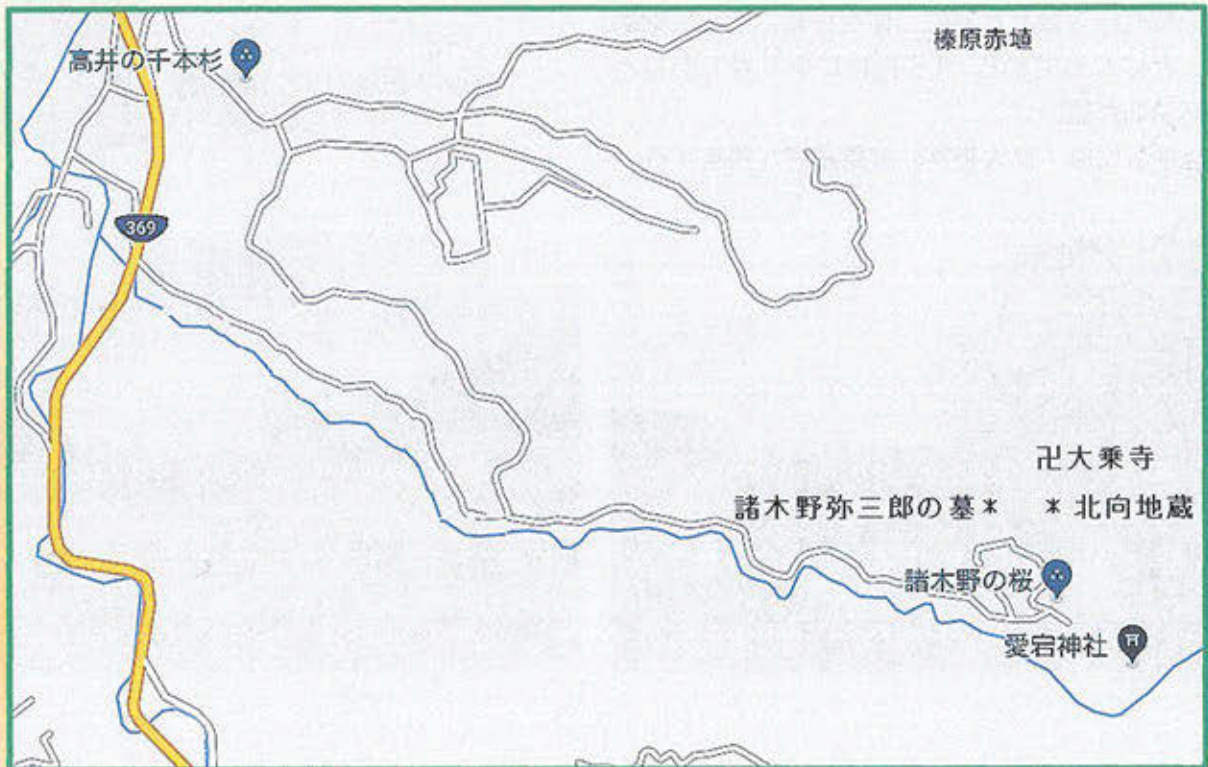 榛原赤埴
高井の千本杉
369
卍大乗寺
諸木野弥三郎の墓* * 北向地蔵
諸木野の桜
愛宕神社